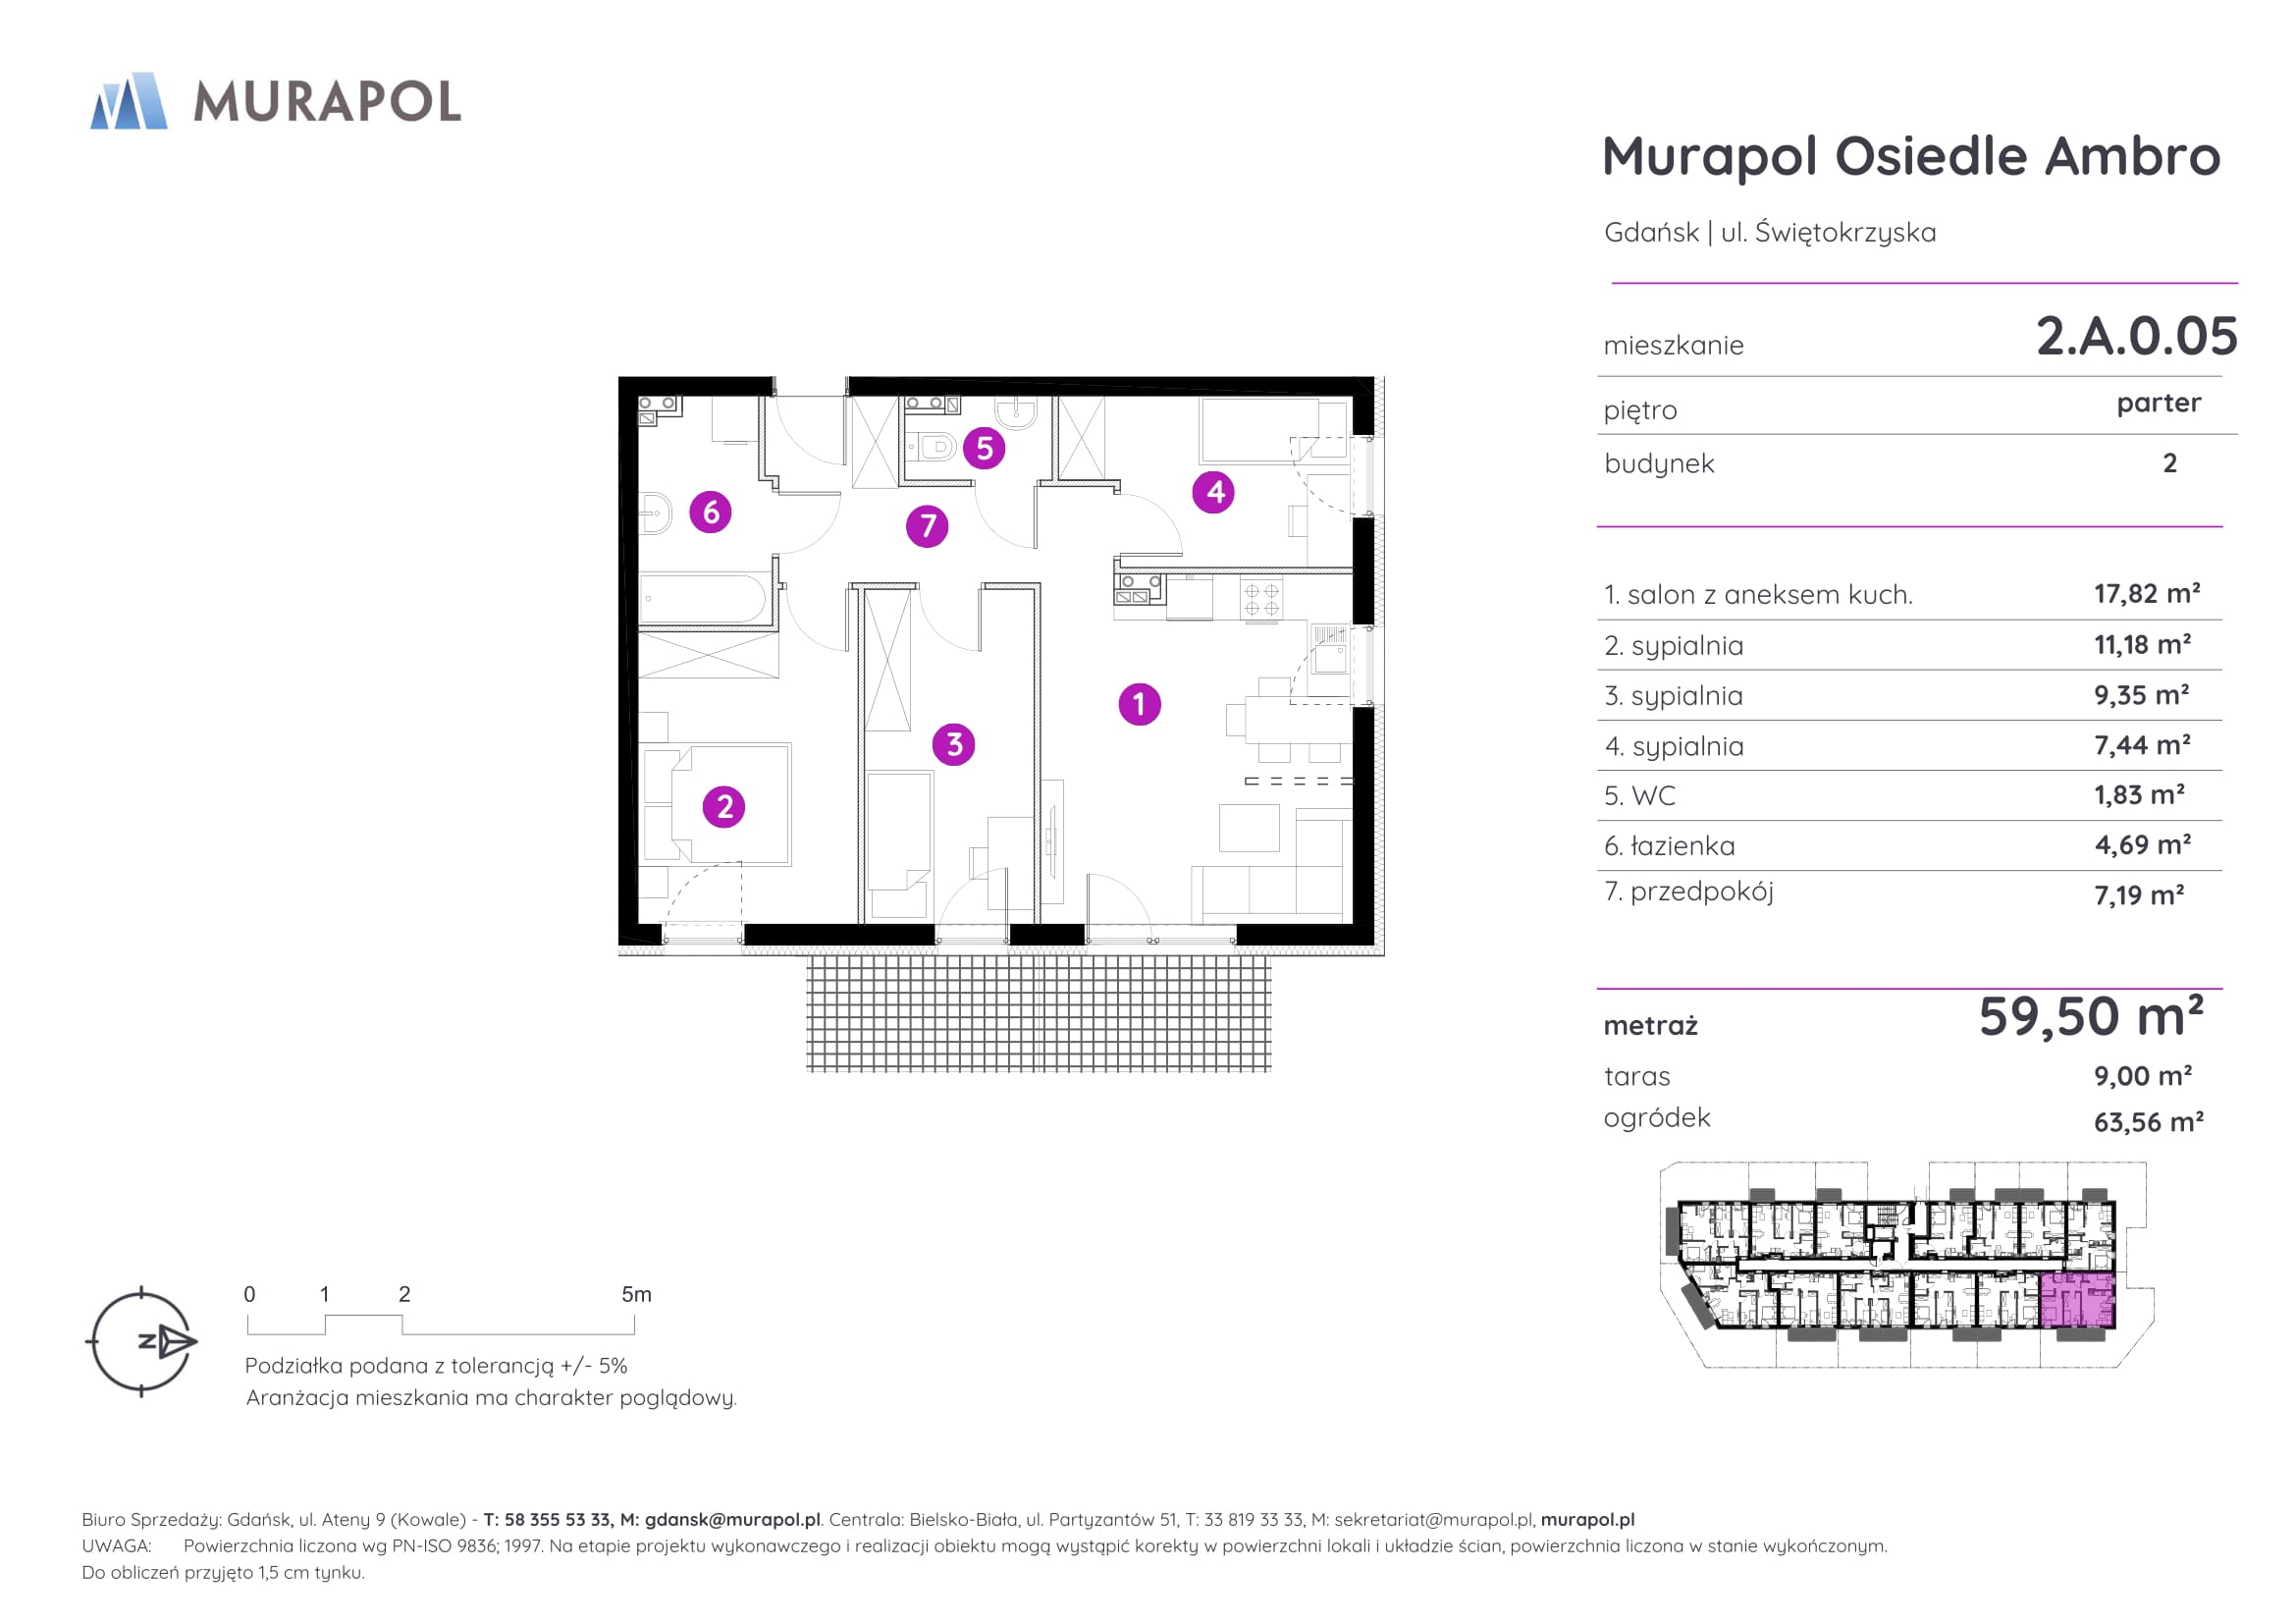 MURAPOL
Murapol Osiedle Ambro
Gdańsk | ul. Świętokrzyska
mieszkanie 2.A.0.05
piętro parter
budynek 2
1. salon z aneksem kuch. 17,82 m²
2. sypialnia 11,18 m²
3. sypialnia 9,35 m²
4. sypialnia 7,44 m²
5. WC 1,83 m²
6. łazienka 4,69 m²
7. przedpokój 7,19 m²
metraż 59,50 m²
taras 9,00 m²
ogródek 63,56 m²
5
4
6
7
1
3
2
N
0 1 2 5m
Podziałka podana z tolerancją +/- 5%
Aranżacja mieszkania ma charakter poglądowy.
Biuro Sprzedaży: Gdańsk, ul. Ateny 9 (Kowale) - T: 58 355 53 33, M: gdansk@murapol.pl. Centrala: Bielsko-Biała, ul. Partyzantów 51, T: 33 819 33 33, M: sekretariat@murapol.pl, murapol.pl
UWAGA: Powierzchnia liczona wg PN-ISO 9836; 1997. Na etapie projektu wykonawczego i realizacji obiektu mogą wystąpić korekty w powierzchni lokali i układzie ścian, powierzchnia liczona w stanie wykończonym.
Do obliczeń przyjęto 1,5 cm tynku.